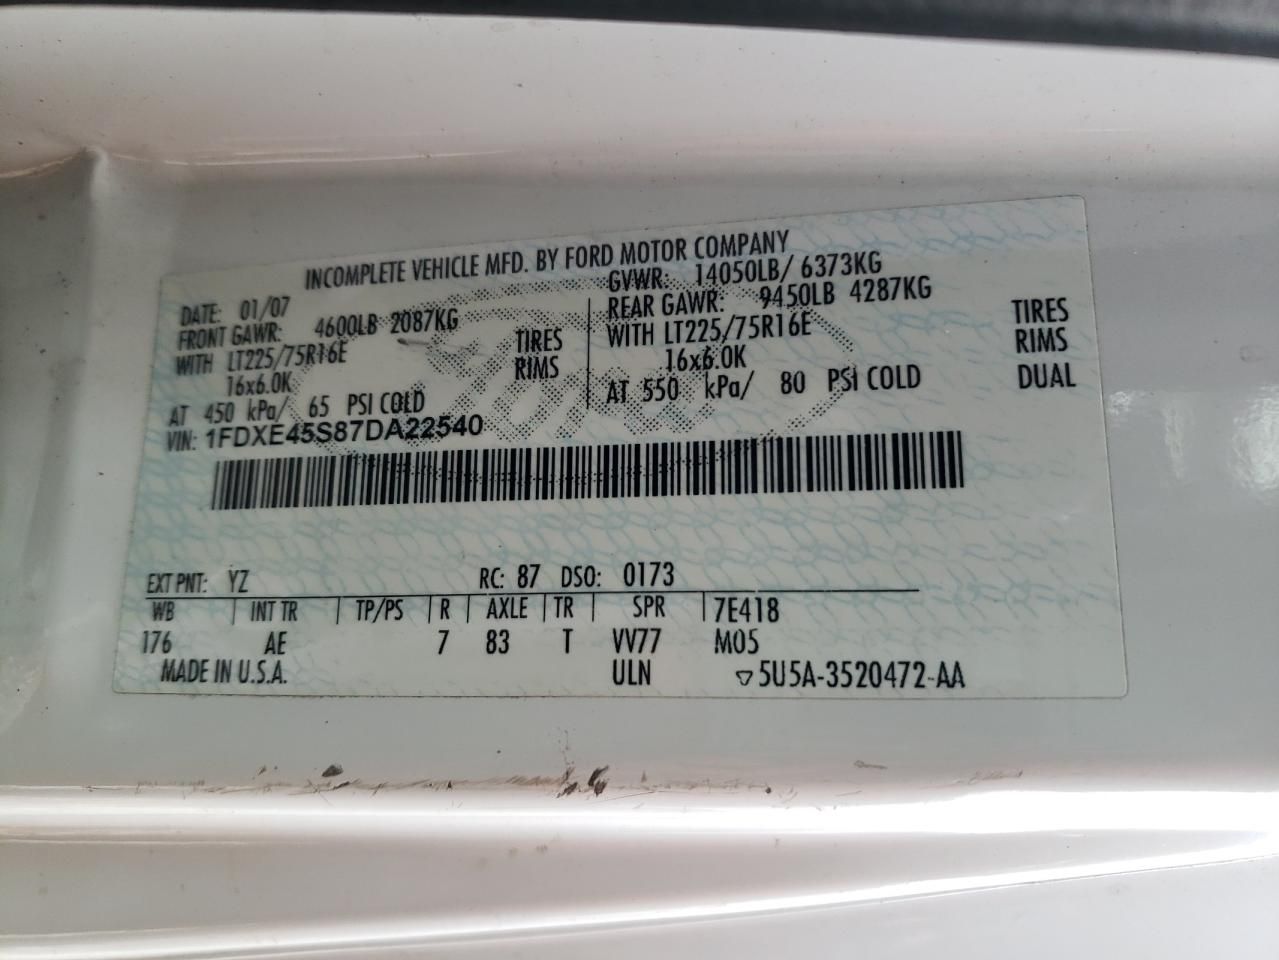 INCOMPLETE VEHICLE MFD. BY FORD MOTOR COMPANY
DATE: 01/07 GVWR: 14050LB/ 6373KG
FRONT GAWR: 4600LB 2087KG REAR GAWR: 9450LB 4287KG
WITH LT225/75R16E TIRES WITH LT225/75R16E TIRES
16x6.0K RIMS 16x6.0K RIMS
AT 450 kPa/ 65 PSI COLD AT 550 kPa/ 80 PSI COLD DUAL
VIN: 1FDXE45S87DA22540
Ford
EXT PNT: YZ RC: 87 DSO: 0173
WB INT TR TP/PS R AXLE TR SPR 7E418
176 AE 7 83 T VV77 M05
MADE IN U.S.A. ULN ▽5U5A-3520472-AA